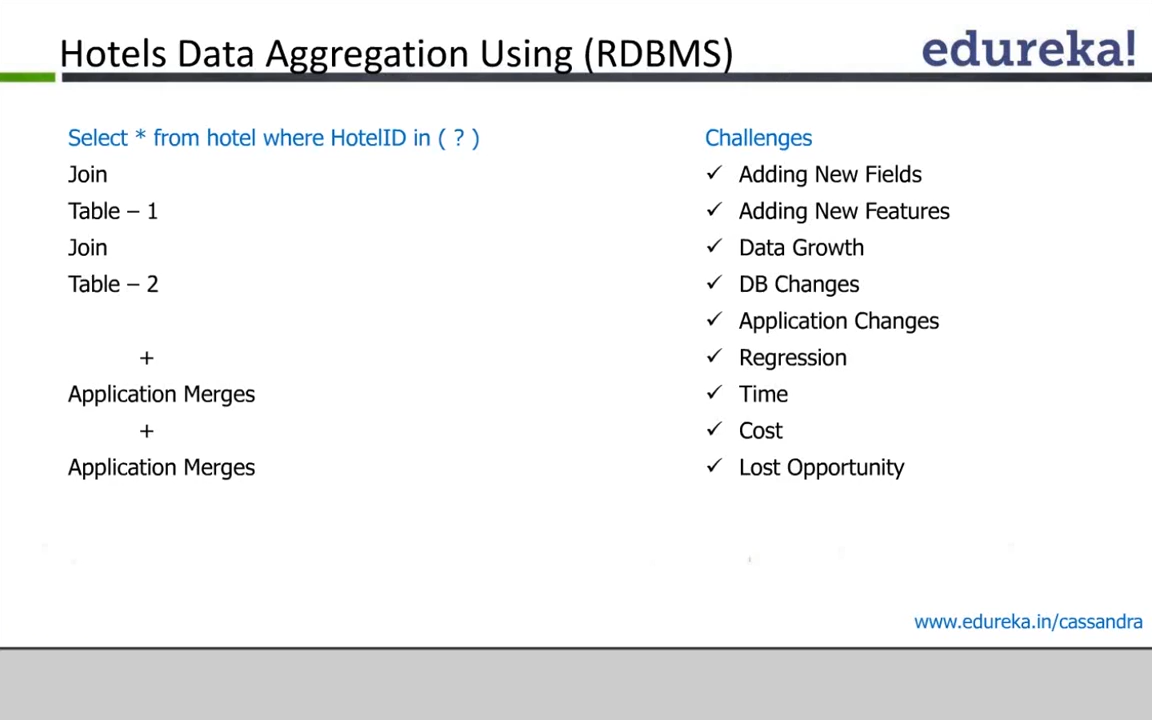 Hotels Data Aggregation Using (RDBMS)
edureka!
Select * from hotel where HotelID in ( ? )
Join
Table – 1
Join
Table – 2
+
Application Merges
+
Application Merges
Challenges
✓ Adding New Fields
✓ Adding New Features
✓ Data Growth
✓ DB Changes
✓ Application Changes
✓ Regression
✓ Time
✓ Cost
✓ Lost Opportunity
www.edureka.in/cassandra